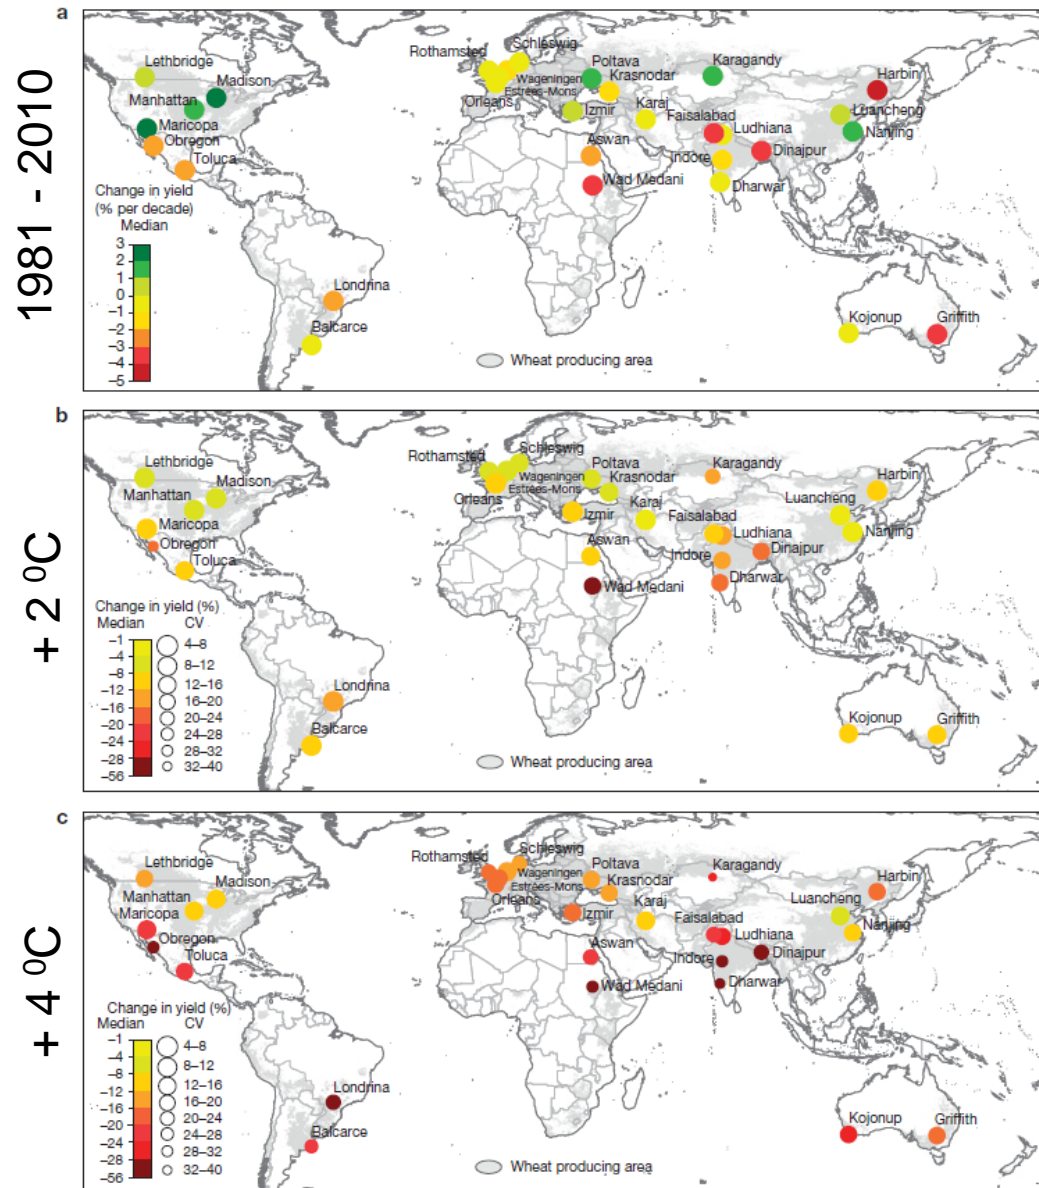 1981 - 2010
a
Rothamsted
Schleswig
Lethbridge
Poltava
Karagandy
Madison
Wageningen
Krasnodar
Harbin
Manhattan
Estrées-Mons
Orleans
Izmir
Karaj
Faisalabad
Luancheng
Maricopa
Ludhiana
Nanjing
Obregon
Aswan
Toluca
Indore
Dinajpur
Wad Medani
Dharwar
Change in yield
(% per decade)
Median
3
2
1
0
−1
−2
−3
−4
−5
Londrina
Balcarce
Kojonup
Griffith
Wheat producing area
+ 2 ⁰C
b
Rothamsted
Schleswig
Lethbridge
Poltava
Karagandy
Madison
Wageningen
Krasnodar
Harbin
Manhattan
Estrées-Mons
Orleans
Izmir
Karaj
Luancheng
Faisalabad
Maricopa
Ludhiana
Nanjing
Obregon
Aswan
Dinajpur
Toluca
Indore
Wad Medani
Dharwar
Change in yield (%)
Median CV
−1
−4
−8
−12
−16
−20
−24
−28
−56
4–8
8–12
12–16
16–20
20–24
24–28
28–32
32–40
Londrina
Balcarce
Kojonup
Griffith
Wheat producing area
+ 4 ⁰C
c
Rothamsted
Schleswig
Lethbridge
Poltava
Karagandy
Wageningen
Harbin
Madison
Krasnodar
Manhattan
Estrées-Mons
Orleans
Karaj
Luancheng
Maricopa
Izmir
Faisalabad
Nanjing
Ludhiana
Obregon
Aswan
Toluca
Indore
Dinajpur
Wad Medani
Dharwar
Change in yield (%)
Median CV
−1
−4
−8
−12
−16
−20
−24
−28
−56
4–8
8–12
12–16
16–20
20–24
24–28
28–32
32–40
Londrina
Balcarce
Kojonup
Griffith
Wheat producing area